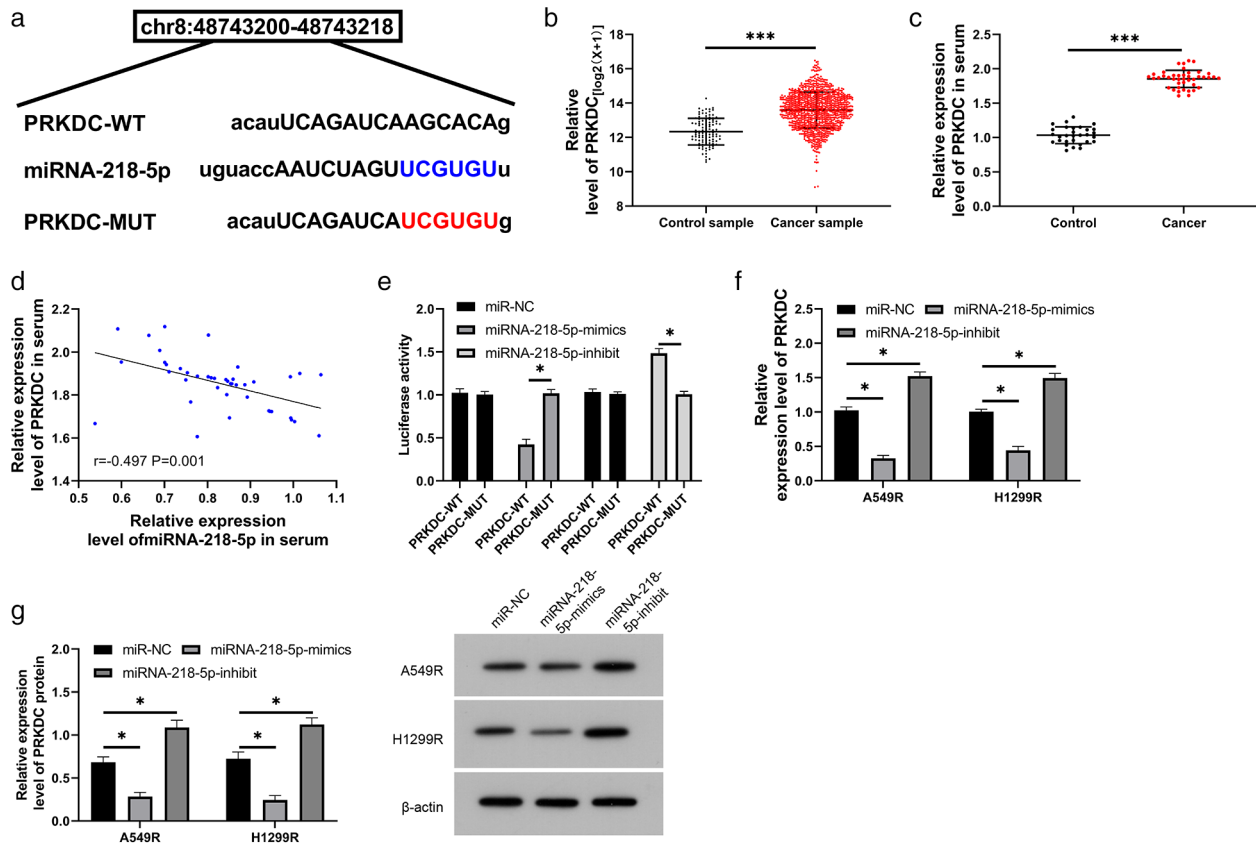 a
chr8:48743200-48743218
PRKDC-WT acauUCAGAUCAAGCACAg
miRNA-218-5p uguaccAAUCUAGUUCGUGUu
PRKDC-MUT acauUCAGAUCAUCGUGUg
b
Relative
level of PRKDC[log2(X+1)]
18
16
14
12
10
8
***
Control sample Cancer sample
c
Relative expression
level of PRKDC in serum
2.5
2.0
1.5
1.0
0.5
0.0
***
Control Cancer
d
Relative expression
level of PRKDC in serum
2.2
2.0
1.8
1.6
1.4
r=-0.497 P=0.001
0.5 0.6 0.7 0.8 0.9 1.0 1.1
Relative expression
level ofmiRNA-218-5p in serum
e
Luciferase activity
2.0
1.5
1.0
0.5
0.0
miR-NC
miRNA-218-5p-mimics
miRNA-218-5p-inhibit
*
*
PRKDC-WT
PRKDC-MUT
PRKDC-WT
PRKDC-MUT
PRKDC-WT
PRKDC-MUT
PRKDC-WT
PRKDC-MUT
f
Relative
expression level of PRKDC
2.5
2.0
1.5
1.0
0.5
0.0
miR-NC miRNA-218-5p-mimics
miRNA-218-5p-inhibit
*
*
*
*
A549R H1299R
g
Relative expression
level of PRKDC protein
2.0
1.5
1.0
0.5
0.0
miR-NC miRNA-218-5p-mimics
miRNA-218-5p-inhibit
*
*
*
*
A549R H1299R
miR-NC
miRNA-218-
5p-mimics
miRNA-218-
5p-inhibit
A549R
H1299R
β-actin